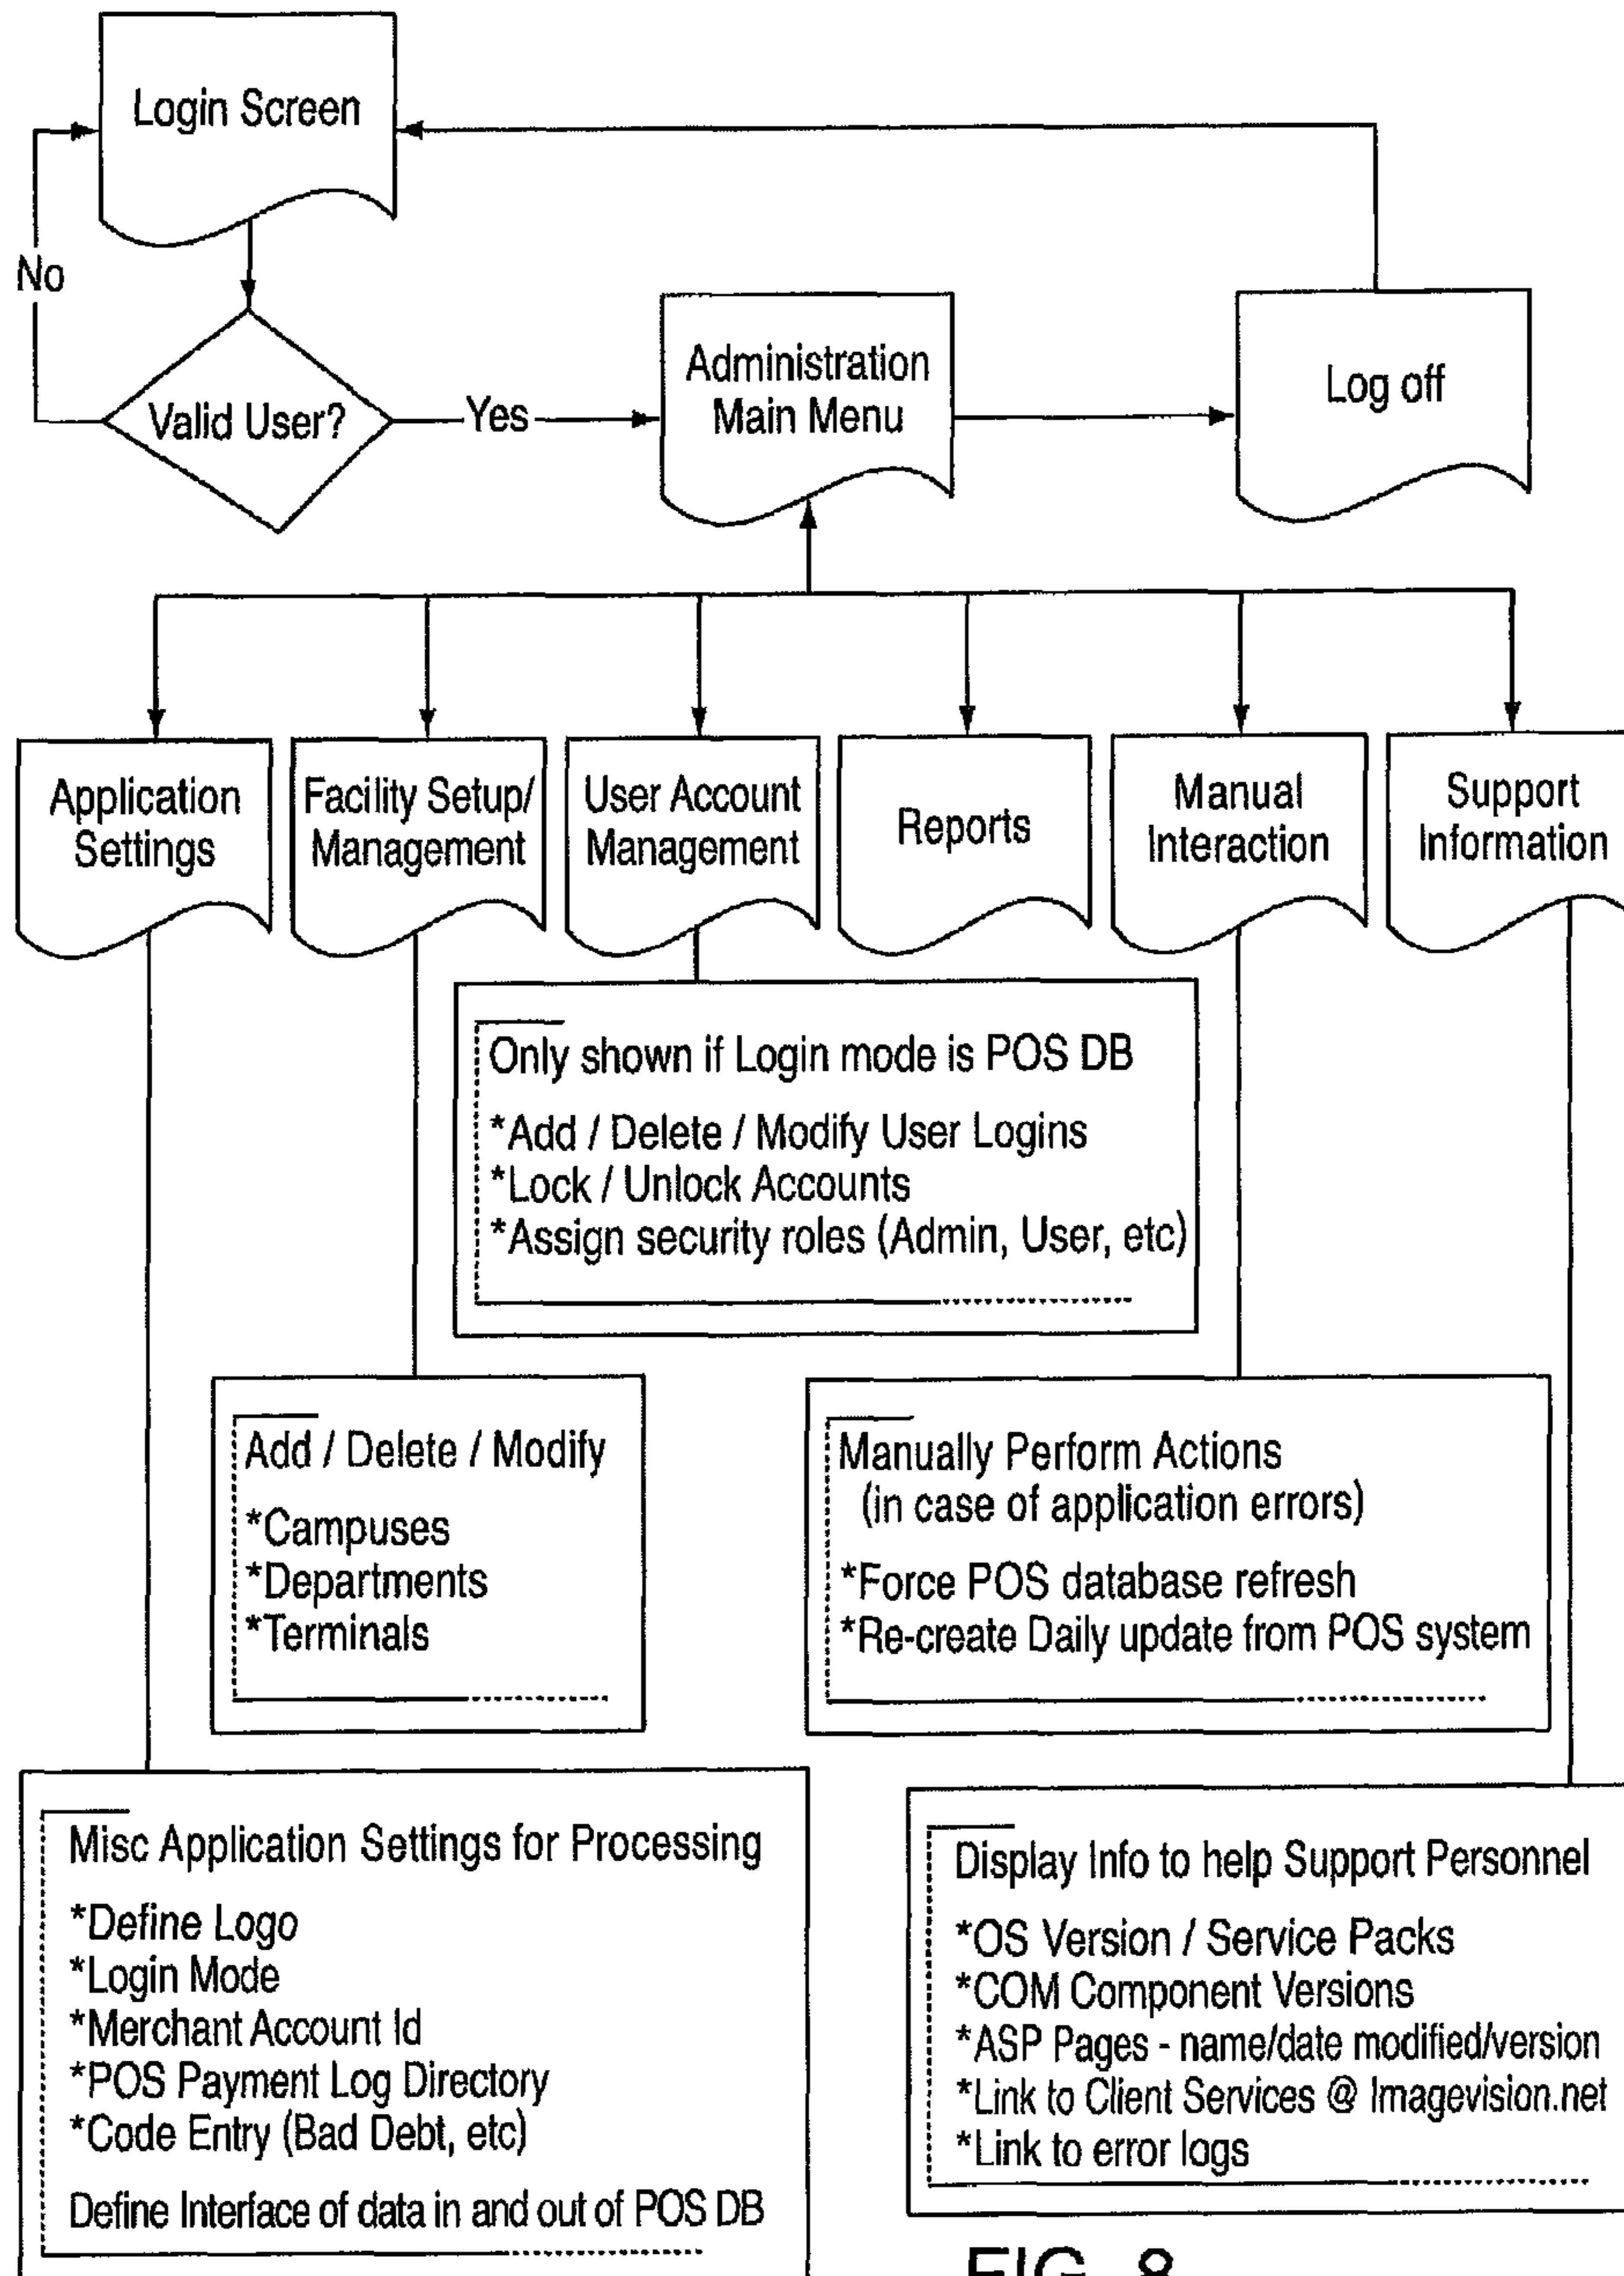 Login Screen
No
Valid User?
Yes
Administration
Main Menu
Log off
Application
Settings
Facility Setup/
Management
User Account
Management
Reports
Manual
Interaction
Support
Information
Only shown if Login mode is POS DB
*Add / Delete / Modify User Logins
*Lock / Unlock Accounts
*Assign security roles (Admin, User, etc)
Add / Delete / Modify
*Campuses
*Departments
*Terminals
Manually Perform Actions
(in case of application errors)
*Force POS database refresh
*Re-create Daily update from POS system
Misc Application Settings for Processing
*Define Logo
*Login Mode
*Merchant Account Id
*POS Payment Log Directory
*Code Entry (Bad Debt, etc)
Define Interface of data in and out of POS DB
Display Info to help Support Personnel
*OS Version / Service Packs
*COM Component Versions
*ASP Pages - name/date modified/version
*Link to Client Services @ Imagevision.net
*Link to error logs
FIG. 8